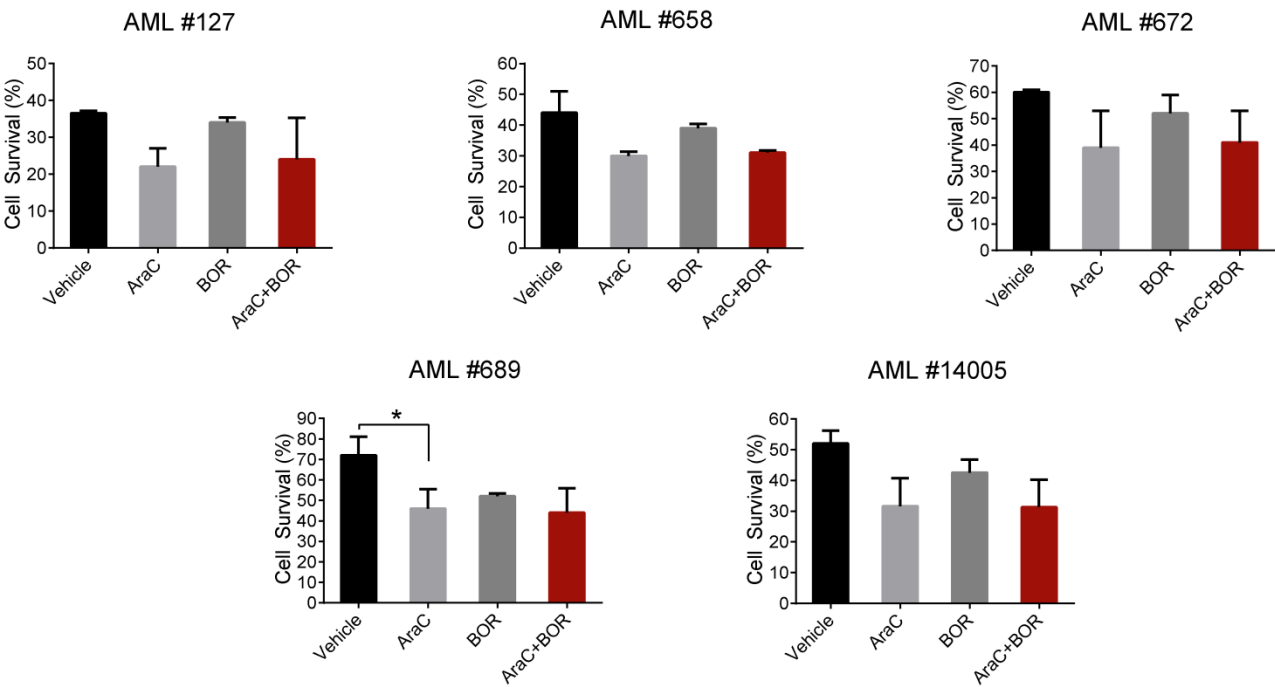 AML #127
Cell Survival (%)
50
40
30
20
10
0
Vehicle
AraC
BOR
AraC+BOR
AML #658
Cell Survival (%)
60
50
40
30
20
10
0
Vehicle
AraC
BOR
AraC+BOR
AML #672
Cell Survival (%)
70
60
50
40
30
20
10
0
Vehicle
AraC
BOR
AraC+BOR
AML #689
Cell Survival (%)
90
80
70
60
50
40
30
20
10
0
*
Vehicle
AraC
BOR
AraC+BOR
AML #14005
Cell Survival (%)
60
50
40
30
20
10
0
Vehicle
AraC
BOR
AraC+BOR